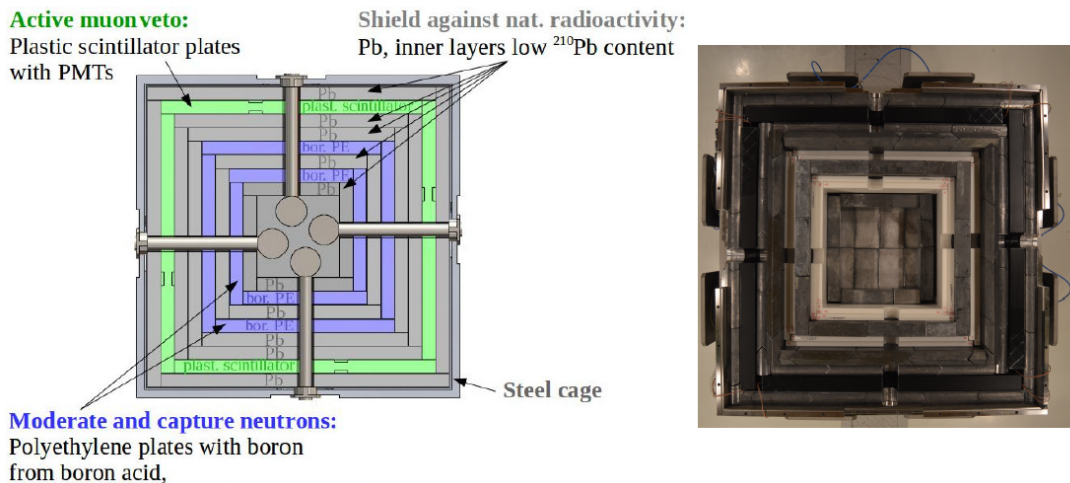 Active muon veto:
Plastic scintillator plates
with PMTs
Shield against nat. radioactivity:
Pb, inner layers low ²¹⁰Pb content
Pb
plast. scintillator
Pb
Pb
bor. PE
Pb
bor. PE
Pb
Pb
bor. PE
Pb
bor. PE
Pb
Pb
plast. scintillator
Pb
Steel cage
Moderate and capture neutrons:
Polyethylene plates with boron
from boron acid,